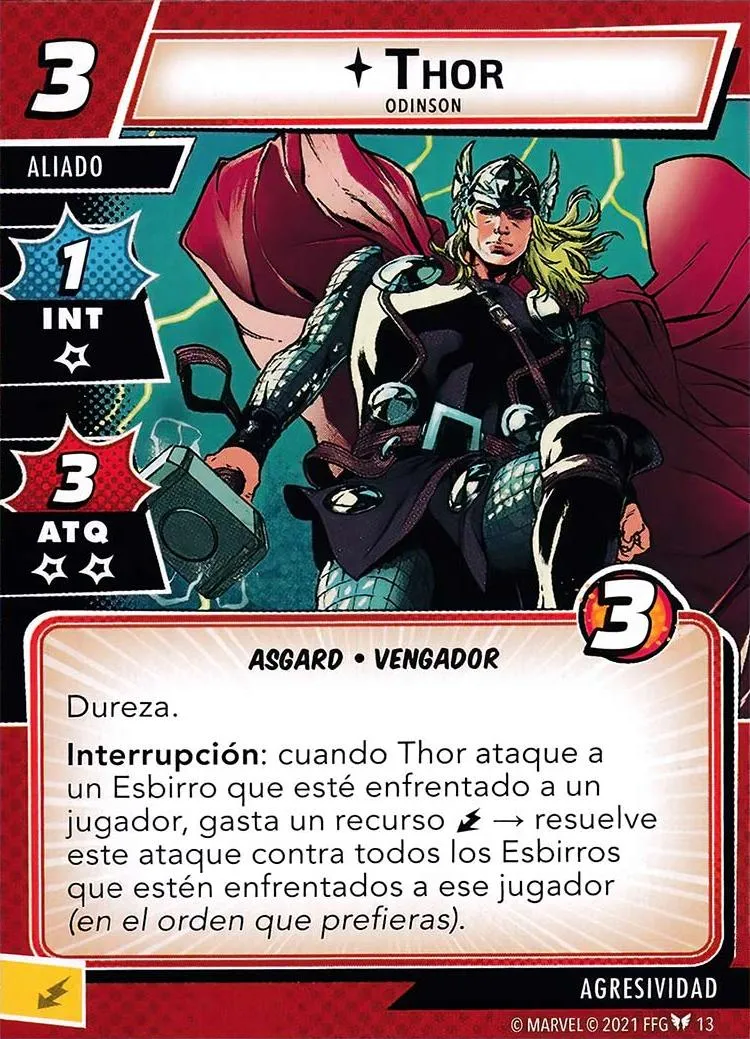 3
THOR
ODINSON
ALIADO
1
INT
3
ATQ
3
ASGARD • VENGADOR
Dureza.
Interrupción: cuando Thor ataque a
un Esbirro que esté enfrentado a un
jugador, gasta un recurso → resuelve
este ataque contra todos los Esbirros
que estén enfrentados a ese jugador
(en el orden que prefieras).
AGRESIVIDAD
© MARVEL © 2021 FFG 13